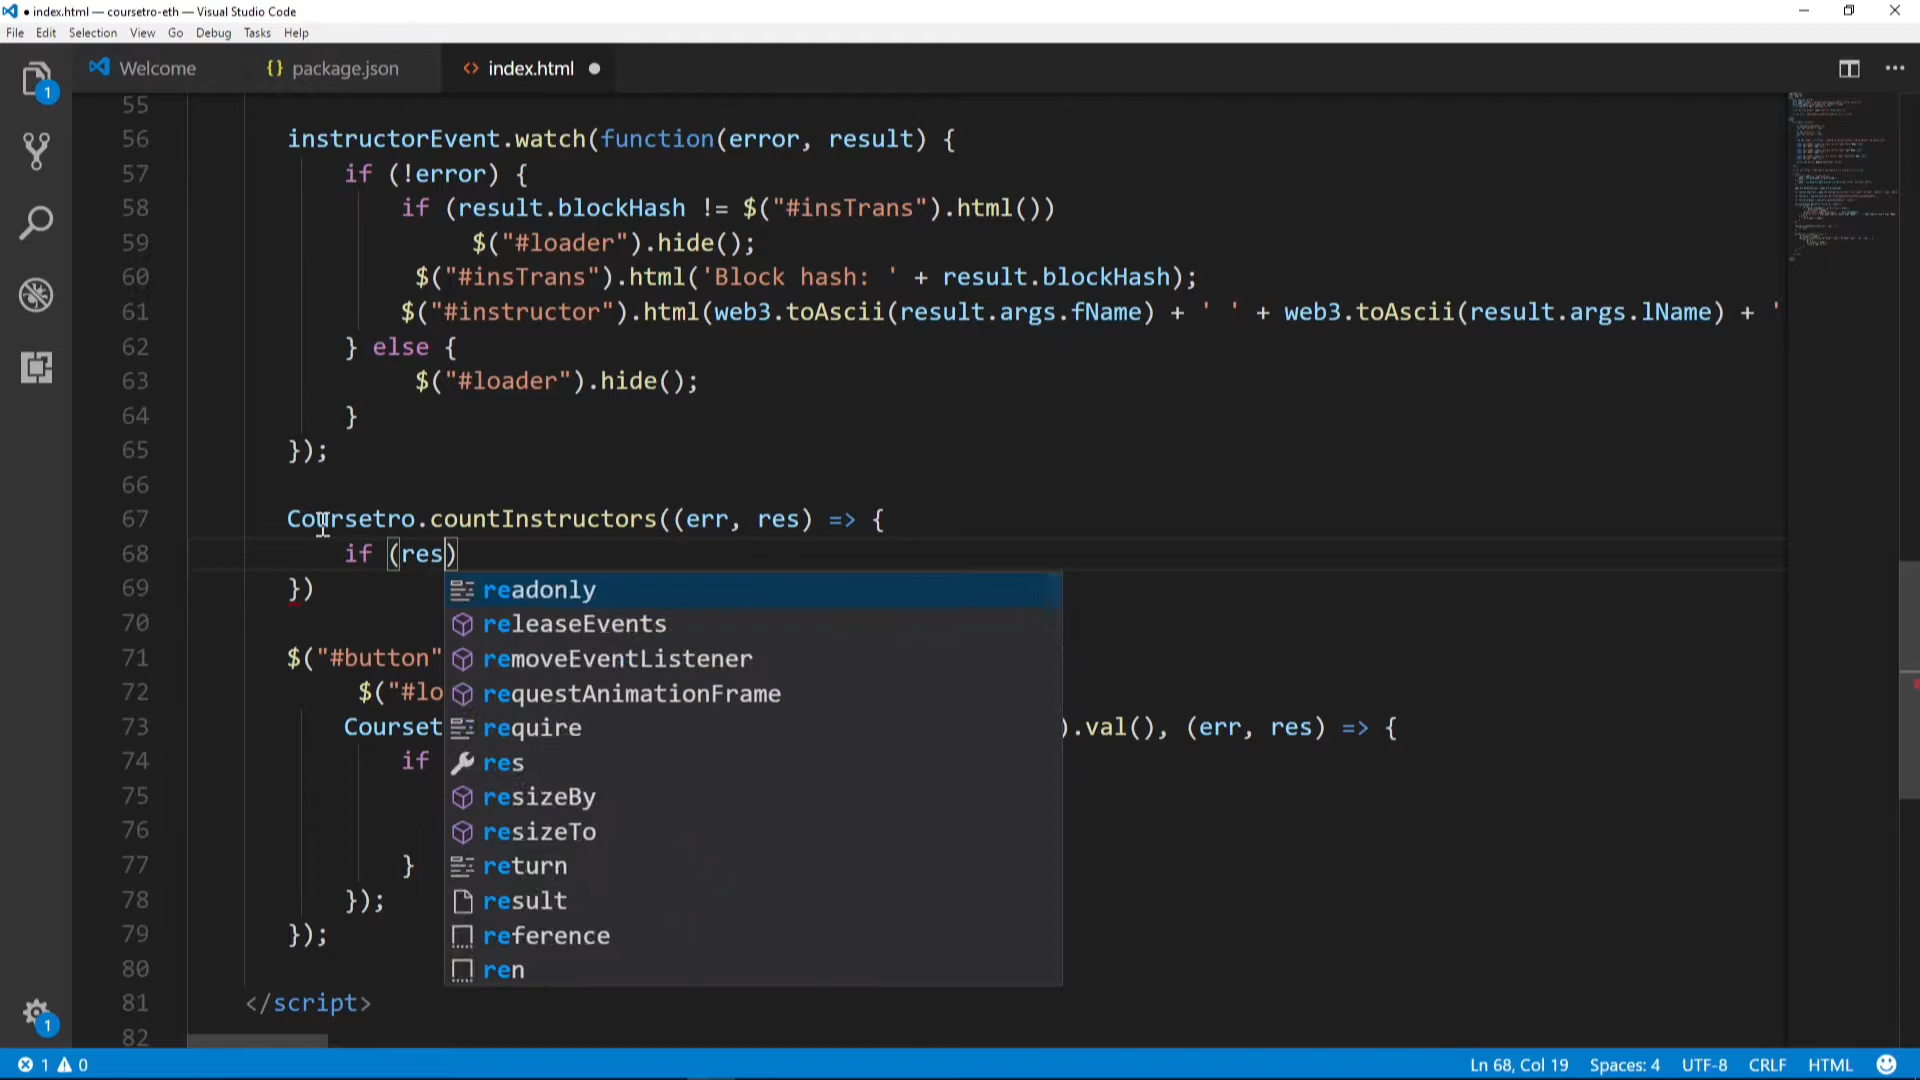 index.html — coursetro-eth — Visual Studio Code
File Edit Selection View Go Debug Tasks Help
Welcome {} package.json <> index.html
1
55
56 instructorEvent.watch(function(error, result) {
57 if (!error) {
58 if (result.blockHash != $("#insTrans").html())
59 $("#loader").hide();
60 $("#insTrans").html('Block hash: ' + result.blockHash);
61 $("#instructor").html(web3.toAscii(result.args.fName) + ' ' + web3.toAscii(result.args.lName) + '
62 } else {
63 $("#loader").hide();
64 }
65 });
66
67 Coursetro.countInstructors((err, res) => {
68 if (res)
69 })
readonly
70
releaseEvents
71 $("#button"
removeEventListener
72 $("#lo
requestAnimationFrame
73 Courset ).val(), (err, res) => {
require
74 if
res
75
resizeBy
76
resizeTo
77 }
return
78 });
result
79 });
reference
80
ren
81 </script>
82
1
1 0 Ln 68, Col 19 Spaces: 4 UTF-8 CRLF HTML